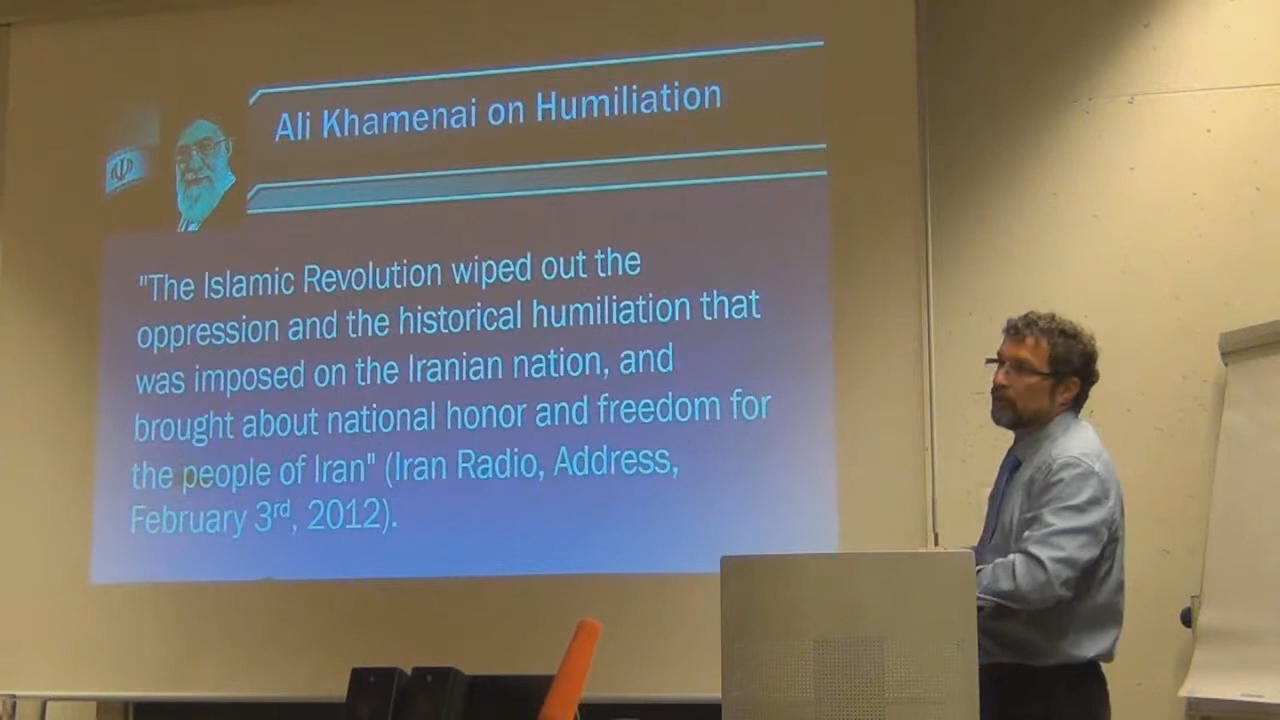 Ali Khamenai on Humiliation
"The Islamic Revolution wiped out the
oppression and the historical humiliation that
was imposed on the Iranian nation, and
brought about national honor and freedom for
the people of Iran" (Iran Radio, Address,
February 3rd, 2012).